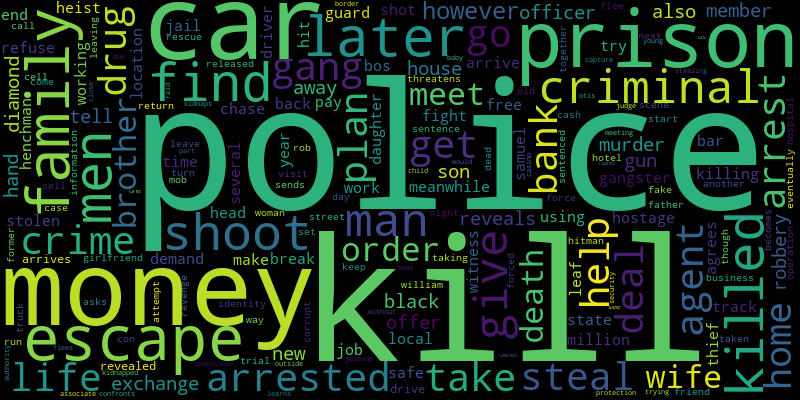 police
kill
money
car
prison
family
escape
criminal
find
killed
shoot
men
man
life
arrested
arrest
crime
later
get
go
give
gang
drug
brother
bank
plan
meet
order
death
help
deal
agent
home
wife
take
steal
however
officer
also
member
heist
guard
jail
shot
driver
hit
bos
house
away
pay
chase
back
end
call
refuse
diamond
henchman
hand
working
location
rescue
released
threatens
arrive
try
flee
border
together
capture
young
next
stealing
old
free
fight
daughter
son
work
meanwhile
sentence
samuel
cash
start
judge
scene
hospital
eventually
bar
murder
gun
gangster
hotel
sentenced
meeting
killing
another
fake
father
force
tell
return
information
time
turn
mob
leave
part
several
year
rob
visit
sends
day
child
dead
would
using
reveals
hostage
hitman
witness
leaf
robbery
becomes
operation
though
agrees
business
track
thief
taken
state
million
security
forced
stolen
case
former
girlfriend
arrives
demand
head
woman
street
set
make
break
night
taking
keep
william
without
black
offer
local
job
new
safe
drive
exchange
revealed
identity
revenge
attempt
asks
truck
run
con
way
corrupt
trial
outside
kidnapped
authority
associate
confronts
learns
protection
trying
friend
otis